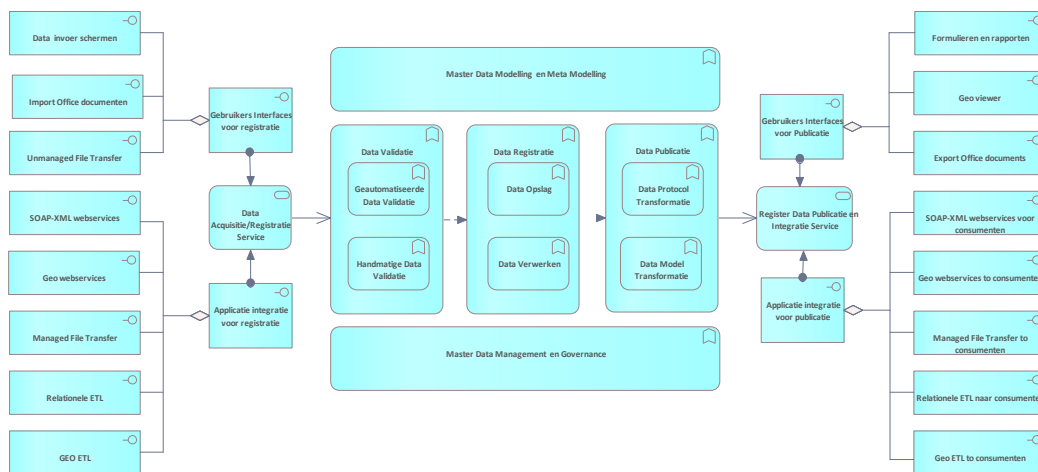 Data invoer schermen
Import Office documenten
Unmanaged File Transfer
SOAP-XML webservices
Geo webservices
Managed File Transfer
Relationele ETL
GEO ETL
Gebruikers Interfaces
voor registratie
Data
Acquisitie/Registratie
Service
Applicatie integratie
voor registratie
Master Data Modelling en Meta Modelling
Data Validatie
Geautomatiseerde
Data Validatie
Handmatige Data
Validatie
Data Registratie
Data Opslag
Data Verwerken
Data Publicatie
Data Protocol
Transformatie
Data Model
Transformatie
Master Data Management en Governance
Gebruikers Interfaces
voor Publicatie
Register Data Publicatie en
Integratie Service
Applicatie integratie
voor publicatie
Formulieren en rapporten
Geo viewer
Export Office documents
SOAP-XML webservices voor
consumenten
Geo webservices to consumente
Managed File Transfer to
consumenten
Relationele ETL naar consumente
Geo ETL to consumenten